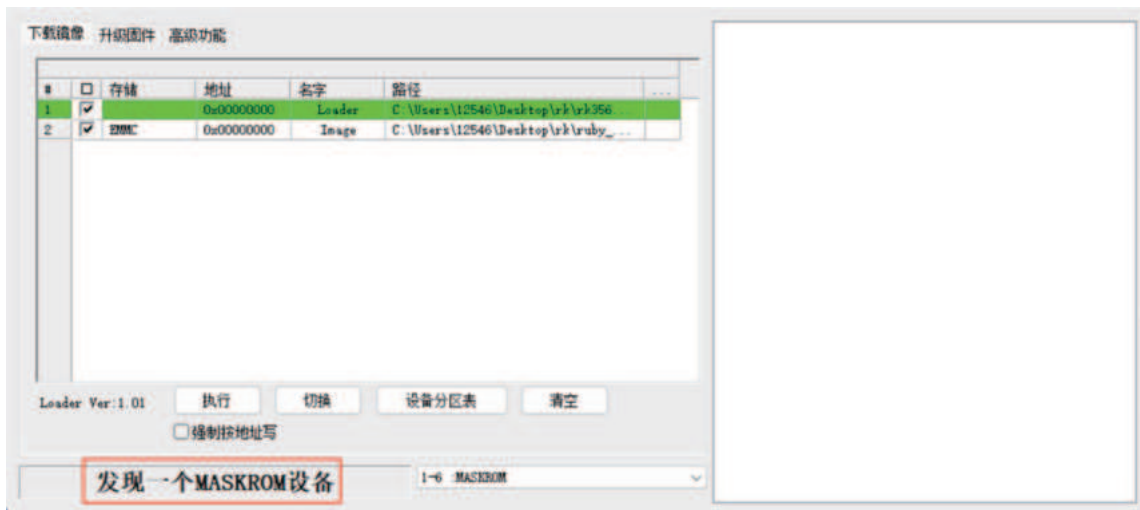 下载镜像 升级固件 高级功能
# 存储 地址 名字 路径 ...
1 0x00000000 Loader C:\Users\12546\Desktop\rk\rk356...
2 EMMC 0x00000000 Image C:\Users\12546\Desktop\rk\ruby_...
Loader Ver:1.01 执行 切换 设备分区表 清空
强制按地址写
发现一个MASKROM设备 1-6 :MASKROM